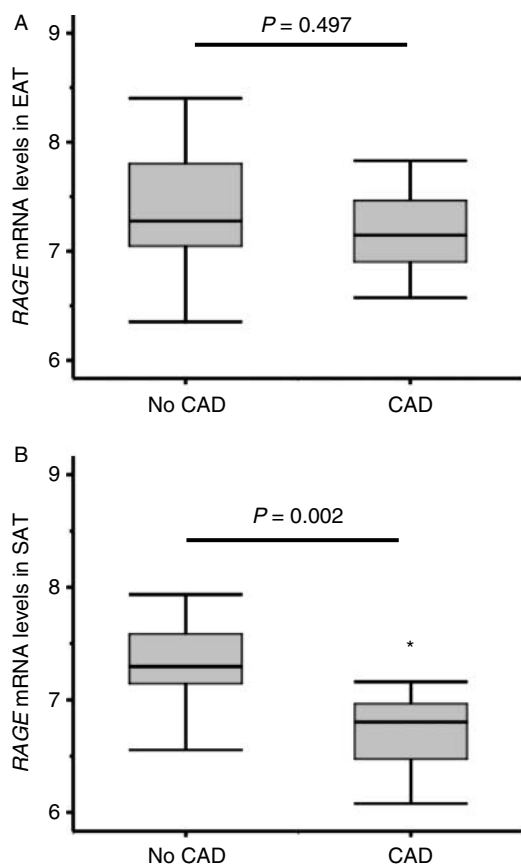 A
P = 0.497
9
8
7
6
RAGE mRNA levels in EAT
No CAD CAD
B
P = 0.002
9
8
7
6
RAGE mRNA levels in SAT
*
No CAD CAD